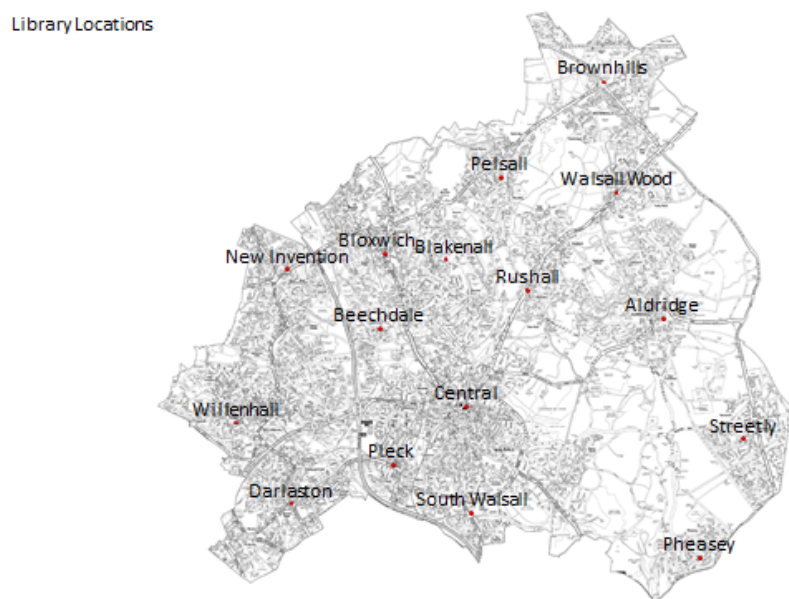 Library Locations
Brownhills
Pelsall
Walsall Wood
Bloxwich
Blakenall
New Invention
Rushall
Aldridge
Beechdale
Central
Willenhall
Streetly
Pleck
Darlaston
South Walsall
Pheasey